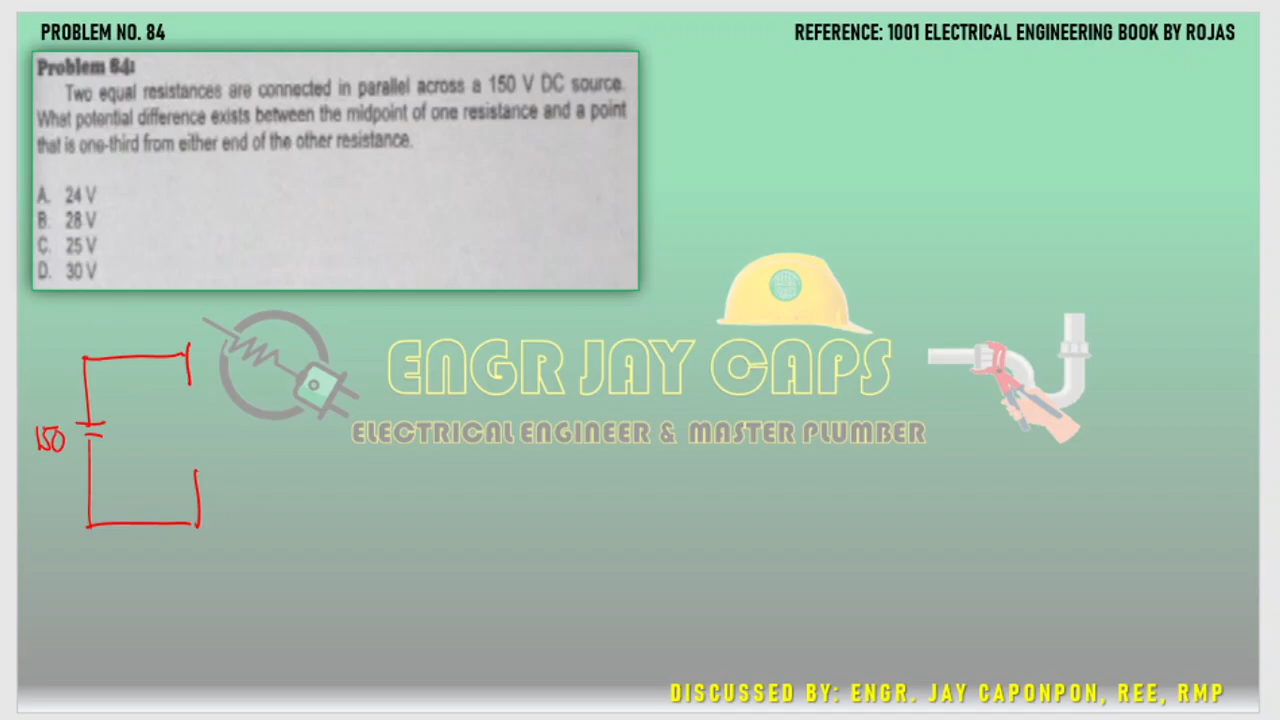 PROBLEM NO. 84
REFERENCE: 1001 ELECTRICAL ENGINEERING BOOK BY ROJAS
Problem 84:
Two equal resistances are connected in parallel across a 150 V DC source.
What potential difference exists between the midpoint of one resistance and a point
that is one-third from either end of the other resistance.
A. 24 V
B. 28 V
C. 25 V
D. 30 V
150
ENGR JAY CAPS
ELECTRICAL ENGINEER & MASTER PLUMBER
DISCUSSED BY: ENGR. JAY CAPONPON, REE, RMP